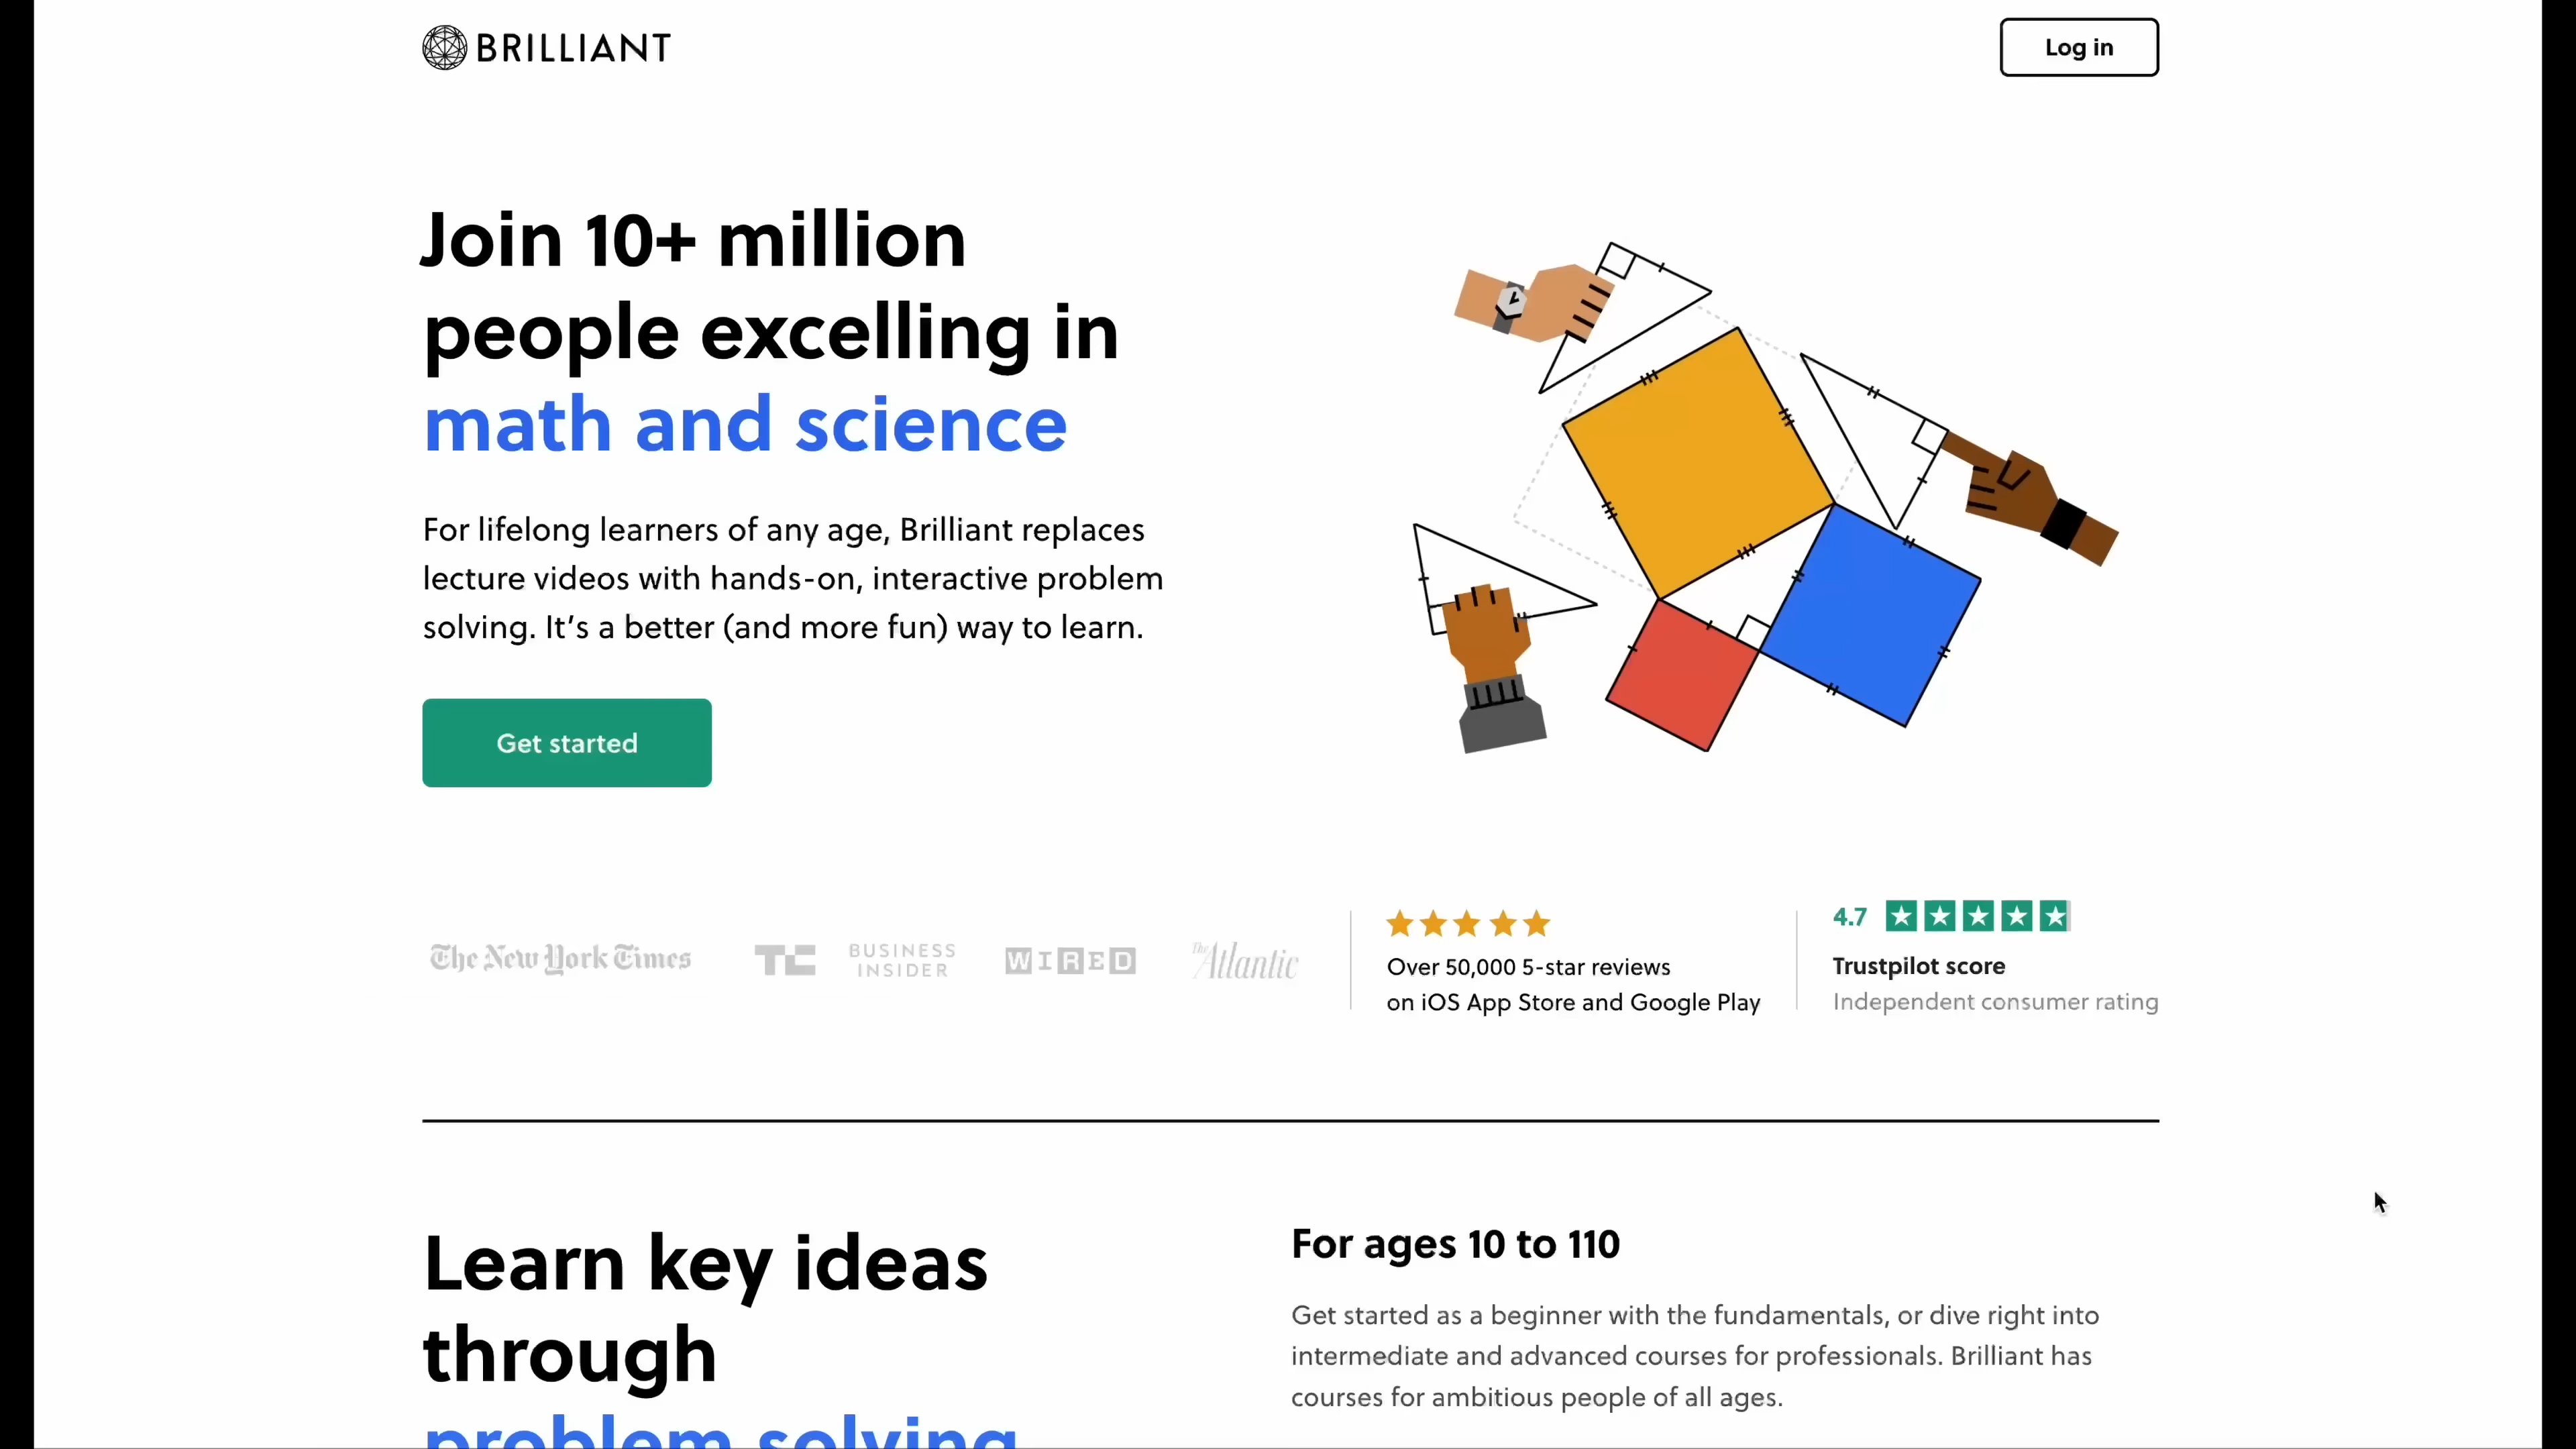 BRILLIANT
Log in
Join 10+ million
people excelling in
math and science
For lifelong learners of any age, Brilliant replaces
lecture videos with hands-on, interactive problem
solving. It's a better (and more fun) way to learn.
Get started
The New York Times
TC
BUSINESS
INSIDER
WIRED
The Atlantic
Over 50,000 5-star reviews
on iOS App Store and Google Play
4.7
Trustpilot score
Independent consumer rating
Learn key ideas
through
problem solving
For ages 10 to 110
Get started as a beginner with the fundamentals, or dive right into
intermediate and advanced courses for professionals. Brilliant has
courses for ambitious people of all ages.